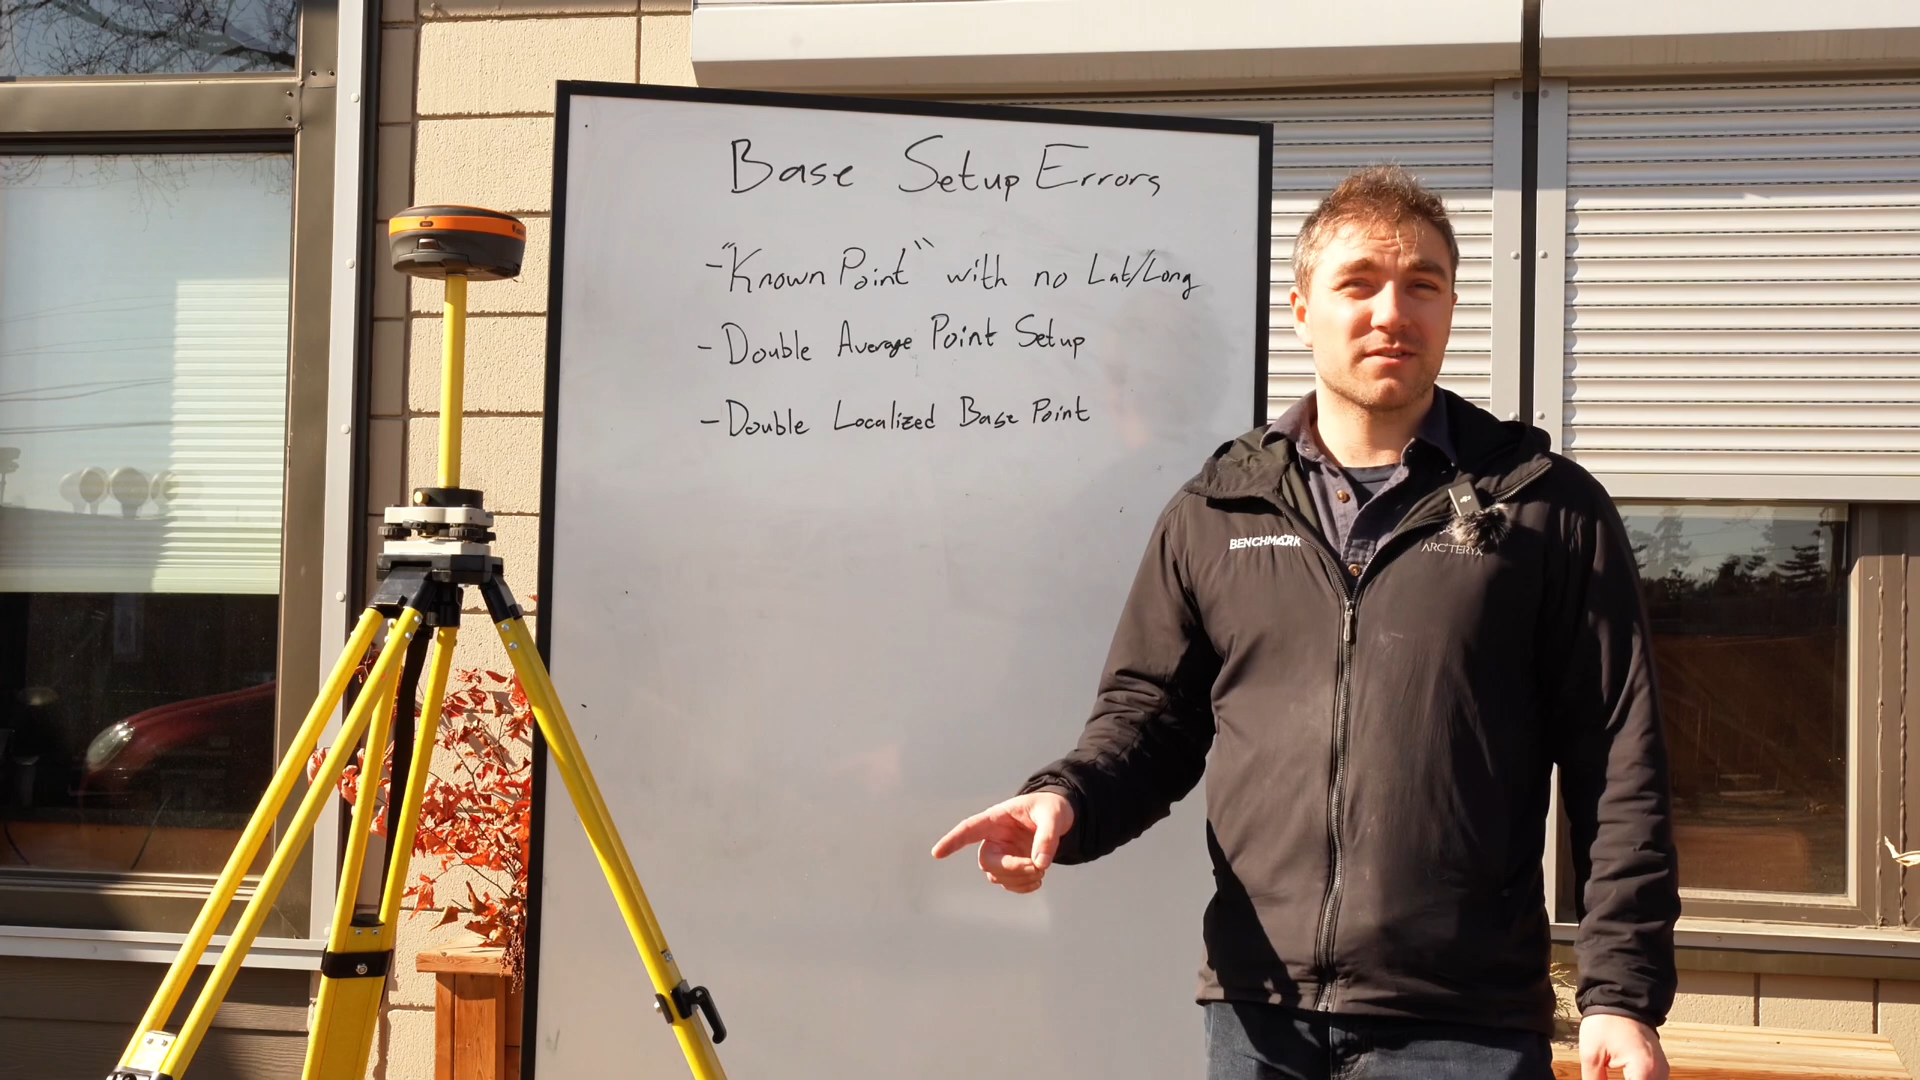 Base Setup Errors
- "Known Point" with no Lat/Long
- Double Average Point Setup
- Double Localized Base Point
BENCHMARK
ARC'TERYX